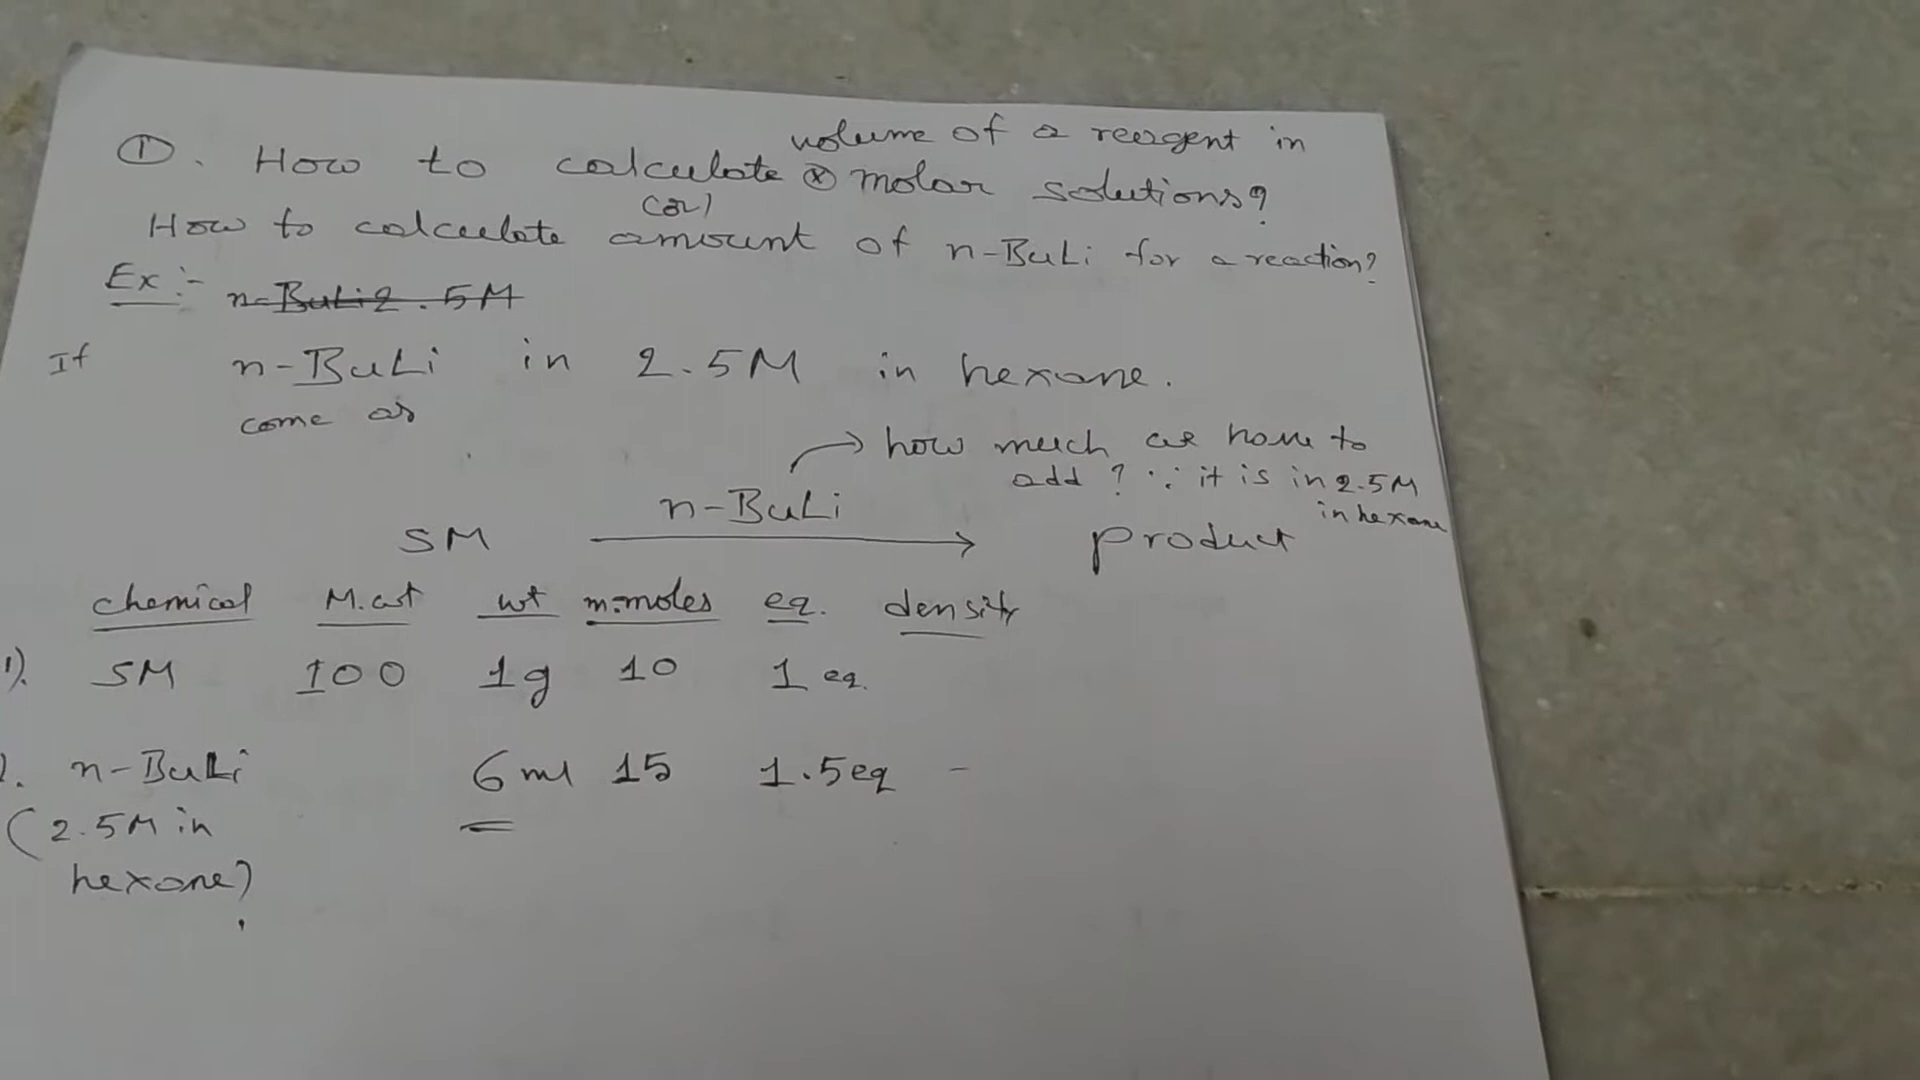 ① . How to calculate ⓧ volume of a reagent in molar solutions?
(or)
How to calculate amount of n-BuLi for a reaction?
Ex :- n-BuLi 2.5M
If n-BuLi in 2.5M in hexane.
come as
how much we have to
add ? ∵ it is in 2.5M
in hexane
SM n-BuLi → product
chemical M.wt wt m.moles eq. density
1). SM 100 1g 10 1 eq.
2. n-BuLi 6 ml 15 1.5eq -
(2.5M in
hexane)